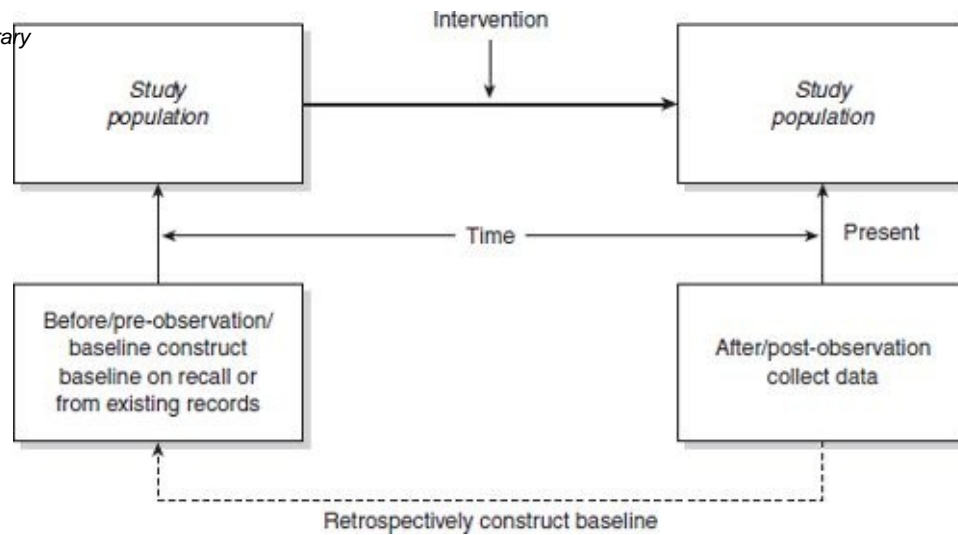 Intervention
rary
Study
population
Study
population
Time
Present
Before/pre-observation/
baseline construct
baseline on recall or
from existing records
After/post-observation
collect data
Retrospectively construct baseline